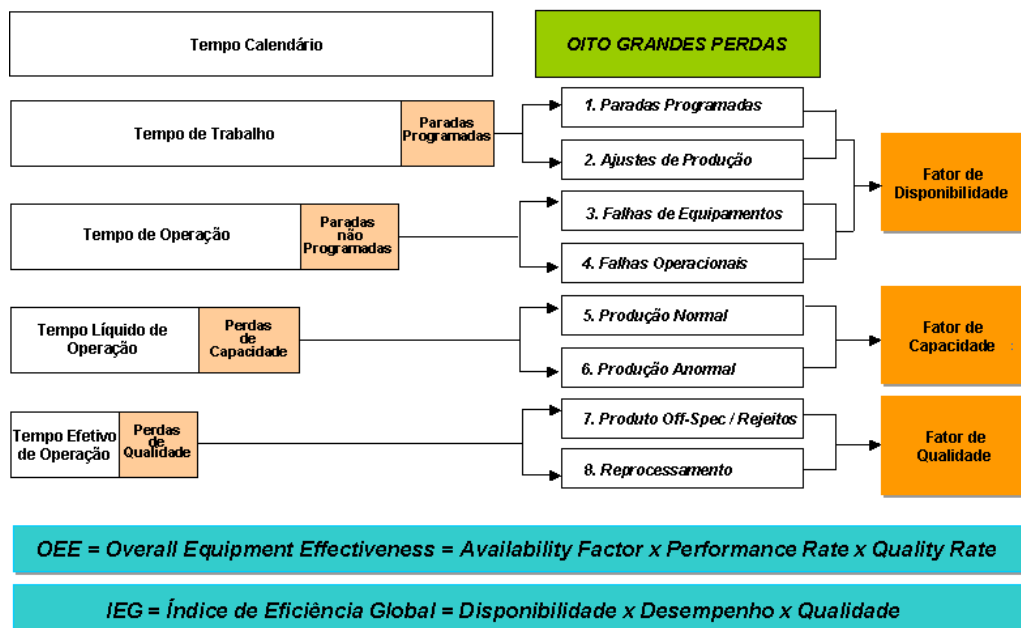 Tempo Calendário
OITO GRANDES PERDAS
Tempo de Trabalho
Paradas
Programadas
1. Paradas Programadas
2. Ajustes de Produção
Fator de
Disponibilidade
Tempo de Operação
Paradas
não
Programadas
3. Falhas de Equipamentos
4. Falhas Operacionais
Tempo Líquido de
Operação
Perdas
de
Capacidade
5. Produção Normal
6. Produção Anormal
Fator de
Capacidade :
Tempo Efetivo
de Operação
Perdas
de
Qualidade
7. Produto Off-Spec / Rejeitos
8. Reprocessamento
Fator de
Qualidade
OEE = Overall Equipment Effectiveness = Availability Factor x Performance Rate x Quality Rate
IEG = Índice de Eficiência Global = Disponibilidade x Desempenho x Qualidade